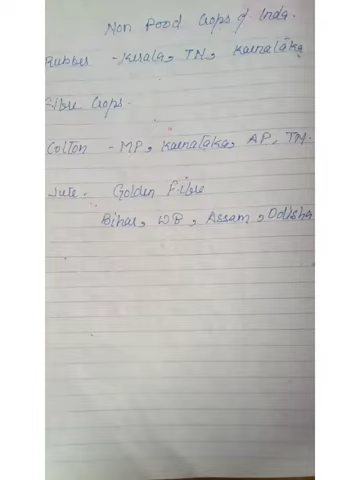 Non Food Crops of Inda.
Rubber - Kerala, TN, Karnataka
Fibre Crops.
Cotton - MP, Karnataka, AP, TN.
Jute - Golden Fibre
Bihar, WB, Assam, Odisha